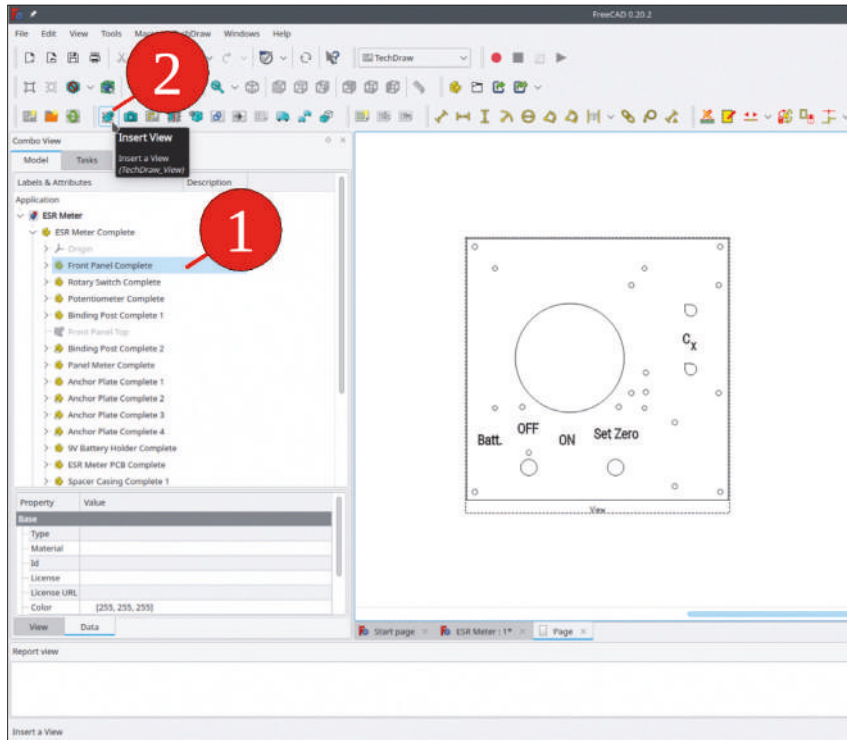 FreeCAD 0.20.2
File Edit View Tools Mac TechDraw Windows Help
TechDraw
2
Combo View
Insert View
Model Tasks
Insert a View
(TechDraw_View)
Labels & Attributes Description
Application
ESR Meter
ESR Meter Complete
Origin
1
Front Panel Complete
Rotary Switch Complete
Potentiometer Complete
Binding Post Complete 1
Front Panel Top
Binding Post Complete 2
Panel Meter Complete
Anchor Plate Complete 1
Anchor Plate Complete 2
Anchor Plate Complete 3
Anchor Plate Complete 4
9V Battery Holder Complete
ESR Meter PCB Complete
Spacer Casing Complete 1
Cx
Batt. OFF ON Set Zero
View
Property Value
Base
Type
Material
Id
License
License URL
Color [255, 255, 255]
View Data
Start page ESR Meter : 1* Page
Report view
Insert a View